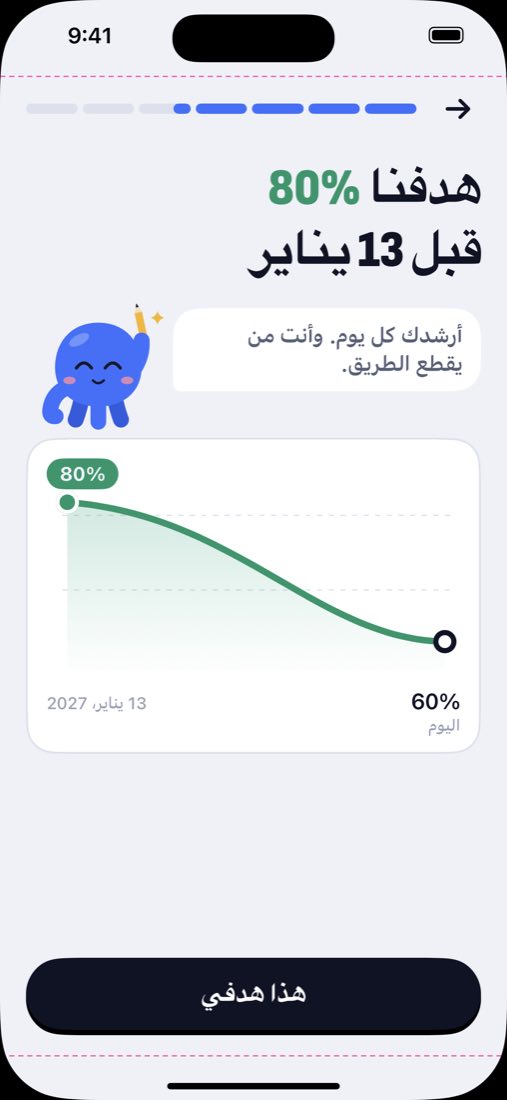 9:41
هدفنا 80%
قبل 13 يناير
أرشدك كل يوم. وأنت من
يقطع الطريق.
80%
60%
اليوم
13 يناير، 2027
هذا هدفي